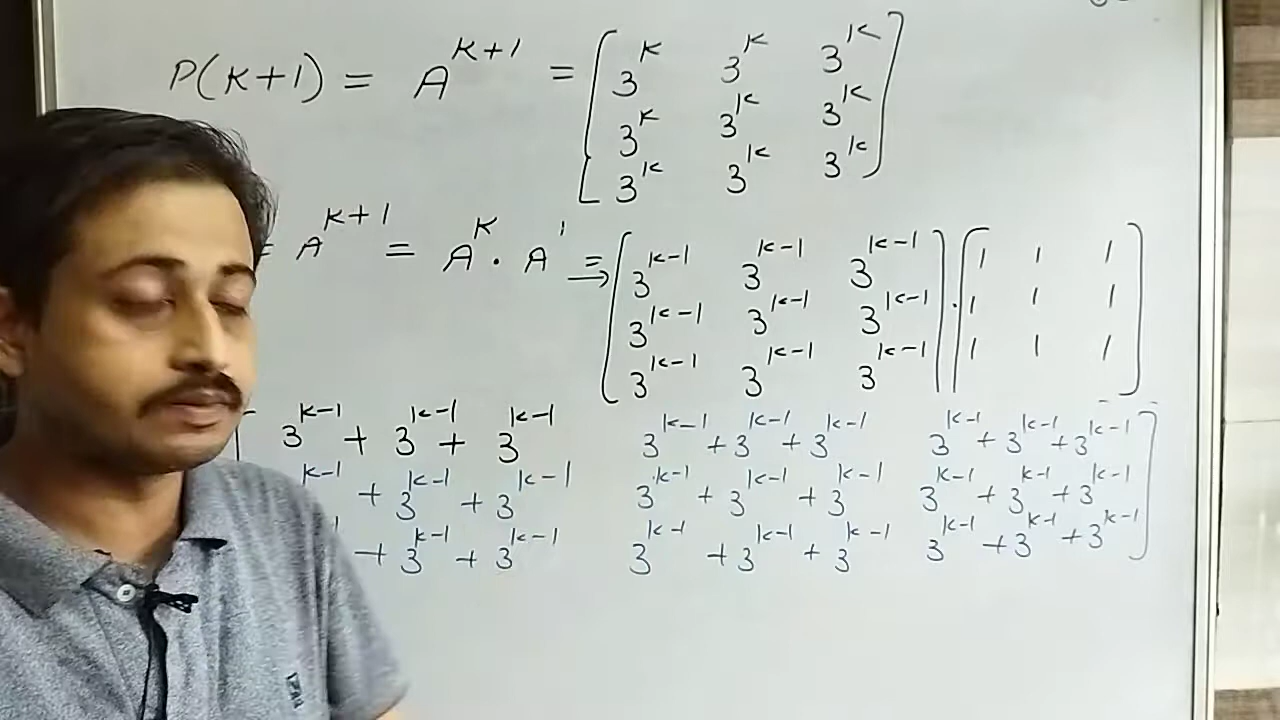 P(K+1) = A^{K+1} = [3^K 3^K 3^K
3^K 3^K 3^K
3^K 3^K 3^K]
= A^{K+1} = A^K . A^1 ⇒ [3^{K-1} 3^{K-1} 3^{K-1}] . [1 1 1
3^{K-1} 3^{K-1} 3^{K-1} 1 1 1
3^{K-1} 3^{K-1} 3^{K-1} 1 1 1]
3^{K-1} + 3^{K-1} + 3^{K-1} 3^{K-1} + 3^{K-1} + 3^{K-1} 3^{K-1} + 3^{K-1} + 3^{K-1}
^{K-1} + 3^{K-1} + 3^{K-1} 3^{K-1} + 3^{K-1} + 3^{K-1} 3^{K-1} + 3^{K-1} + 3^{K-1}
+ 3^{K-1} + 3^{K-1} 3^{K-1} + 3^{K-1} + 3^{K-1} 3^{K-1} + 3^{K-1} + 3^{K-1}]